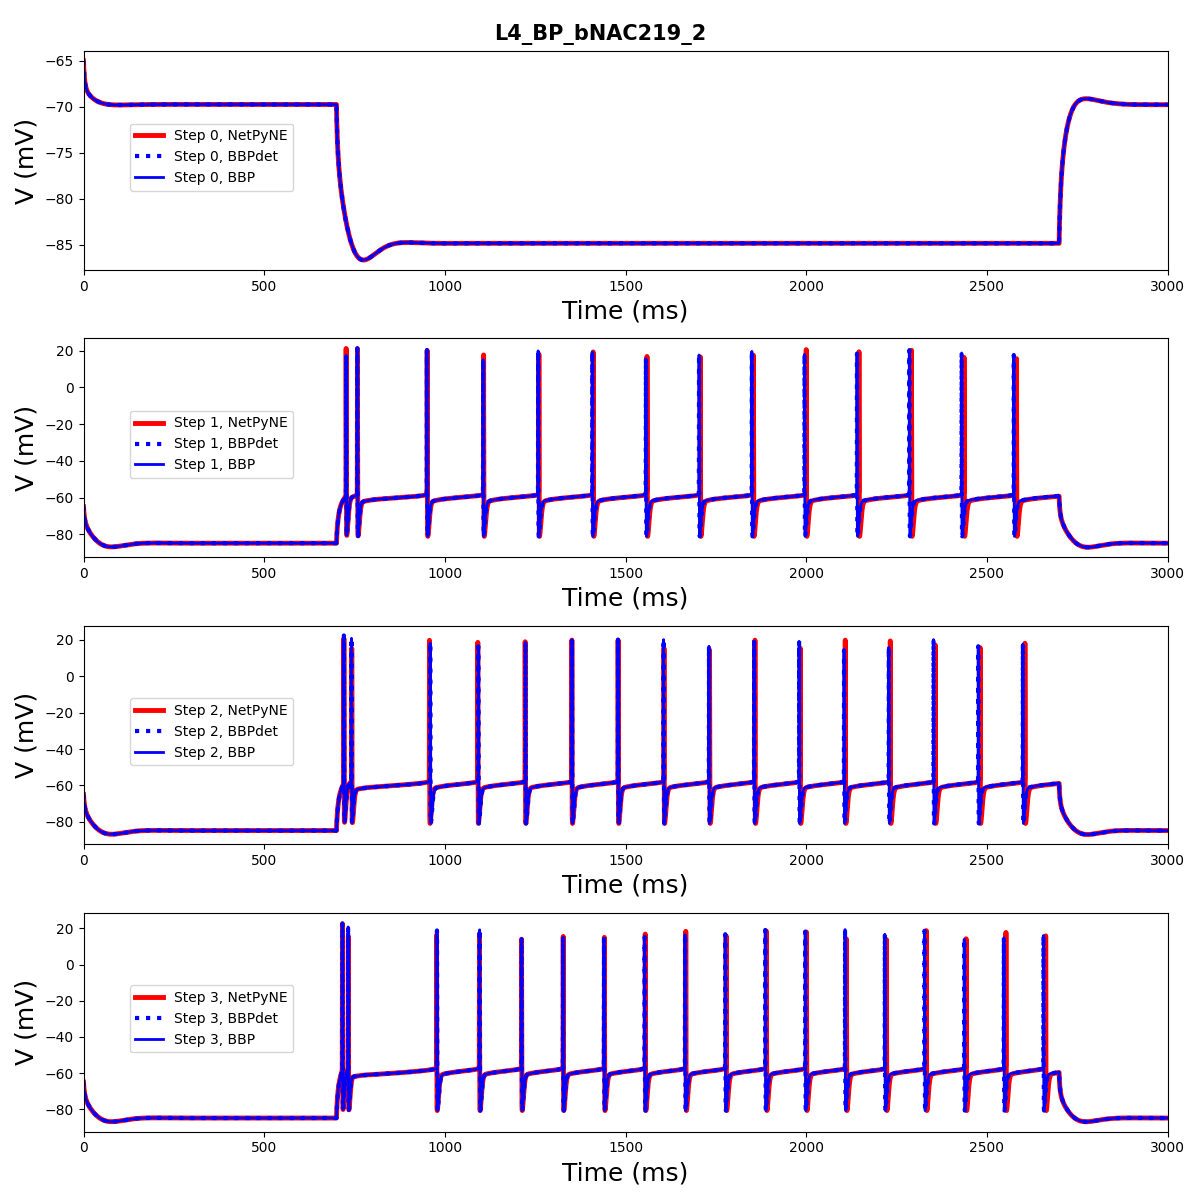 L4_BP_bNAC219_2
−65
−70
−75
−80
−85
V (mV)
Step 0, NetPyNE
Step 0, BBPdet
Step 0, BBP
0 500 1000 1500 2000 2500 3000
Time (ms)
20
0
−20
−40
−60
−80
V (mV)
Step 1, NetPyNE
Step 1, BBPdet
Step 1, BBP
0 500 1000 1500 2000 2500 3000
Time (ms)
20
0
−20
−40
−60
−80
V (mV)
Step 2, NetPyNE
Step 2, BBPdet
Step 2, BBP
0 500 1000 1500 2000 2500 3000
Time (ms)
20
0
−20
−40
−60
−80
V (mV)
Step 3, NetPyNE
Step 3, BBPdet
Step 3, BBP
0 500 1000 1500 2000 2500 3000
Time (ms)